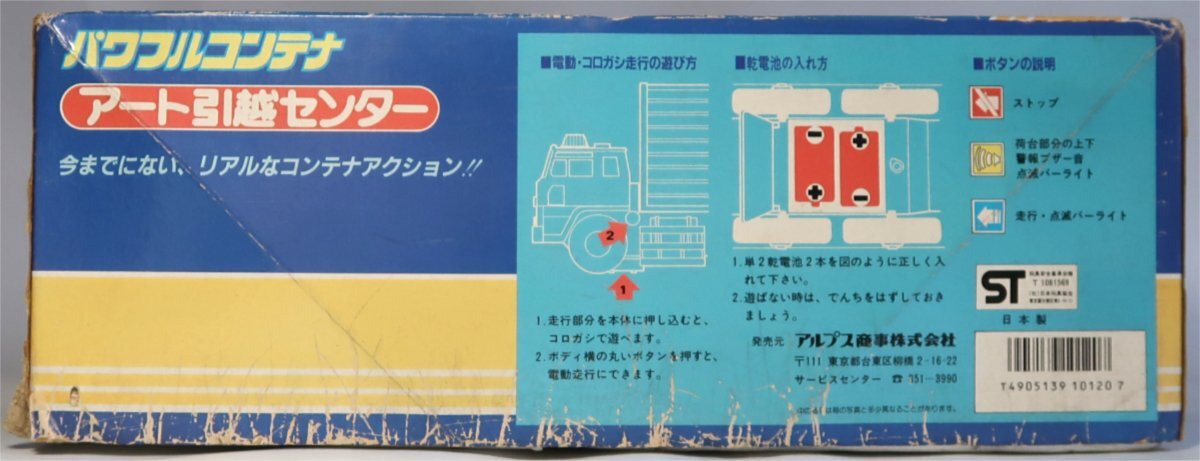 パワフルコンテナ
アート引越センター
今までにない、リアルなコンテナアクション!!
■電動・コロガシ走行の遊び方
2
1
1.走行部分を本体に押し込むと、
コロガシで遊べます。
2.ボディ横の丸いボタンを押すと、
電動走行にできます。
■乾電池の入れ方
1.単2乾電池2本を図のように正しく入
れて下さい。
2.遊ばない時は、でんちをはずしておき
ましょう。
発売元 アルプス商事株式会社
〒111 東京都台東区柳橋2-16-22
サービスセンター ☎ 851-3990
■ボタンの説明
ストップ
荷台部分の上下
警報ブザー音
点滅バーライト
走行・点滅バーライト
ST
T 1081569
日本製
T4905139 101207